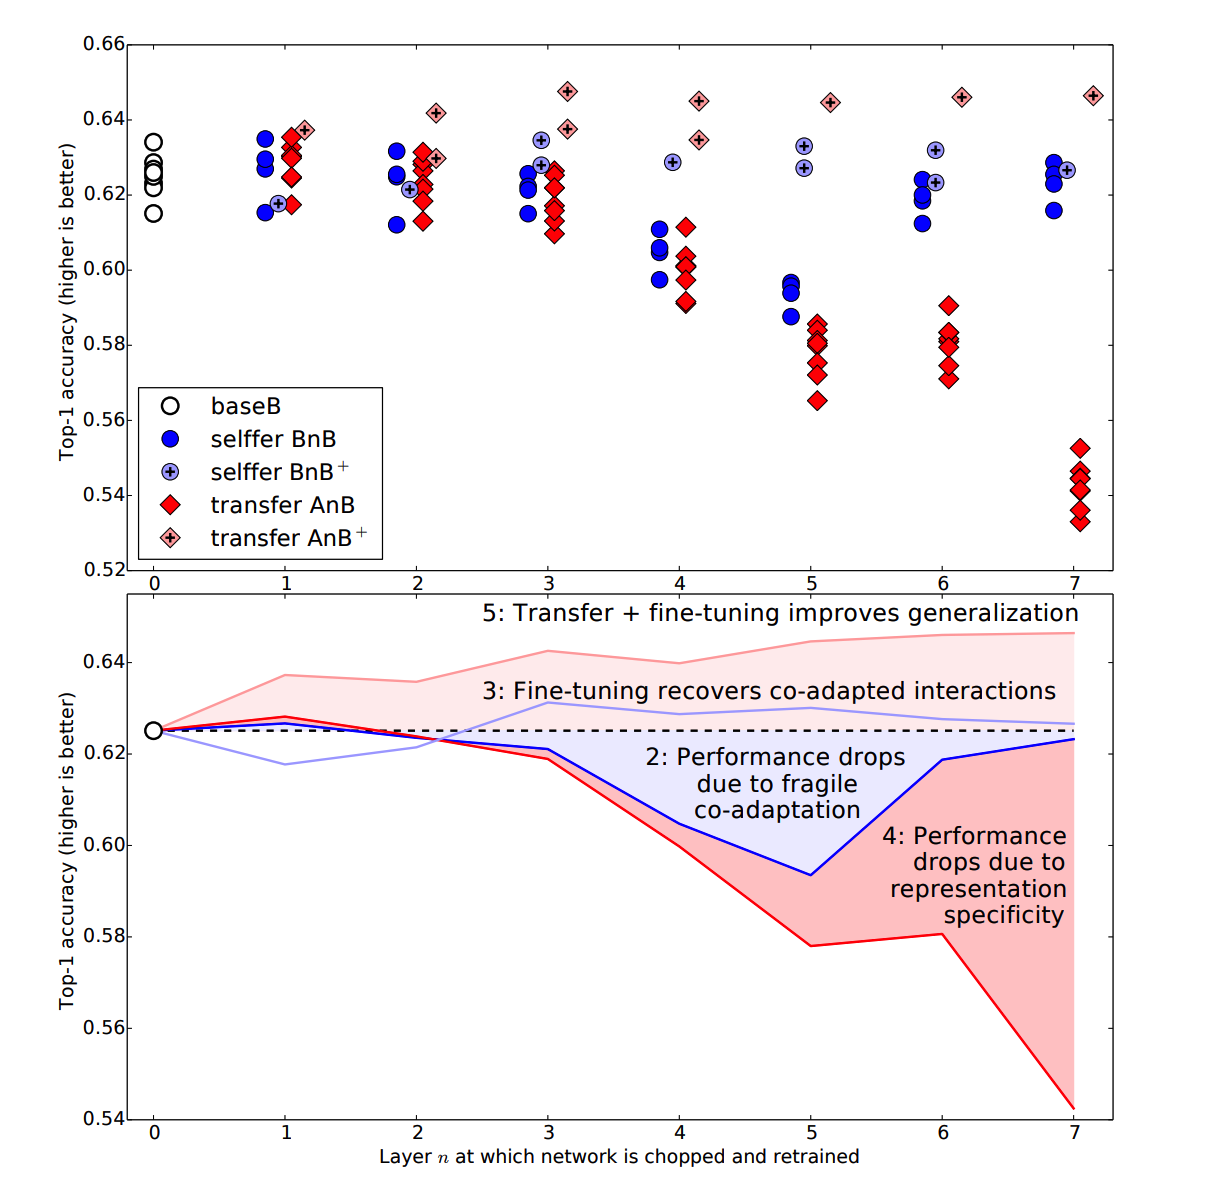 0.66
0.64
0.62
0.60
0.58
0.56
0.54
0.52
Top-1 accuracy (higher is better)
baseB
selffer BnB
selffer BnB+
transfer AnB
transfer AnB+
0 1 2 3 4 5 6 7
5: Transfer + fine-tuning improves generalization
3: Fine-tuning recovers co-adapted interactions
2: Performance drops
due to fragile
co-adaptation
4: Performance
drops due to
representation
specificity
0.64
0.62
0.60
0.58
0.56
0.54
Top-1 accuracy (higher is better)
0 1 2 3 4 5 6 7
Layer n at which network is chopped and retrained